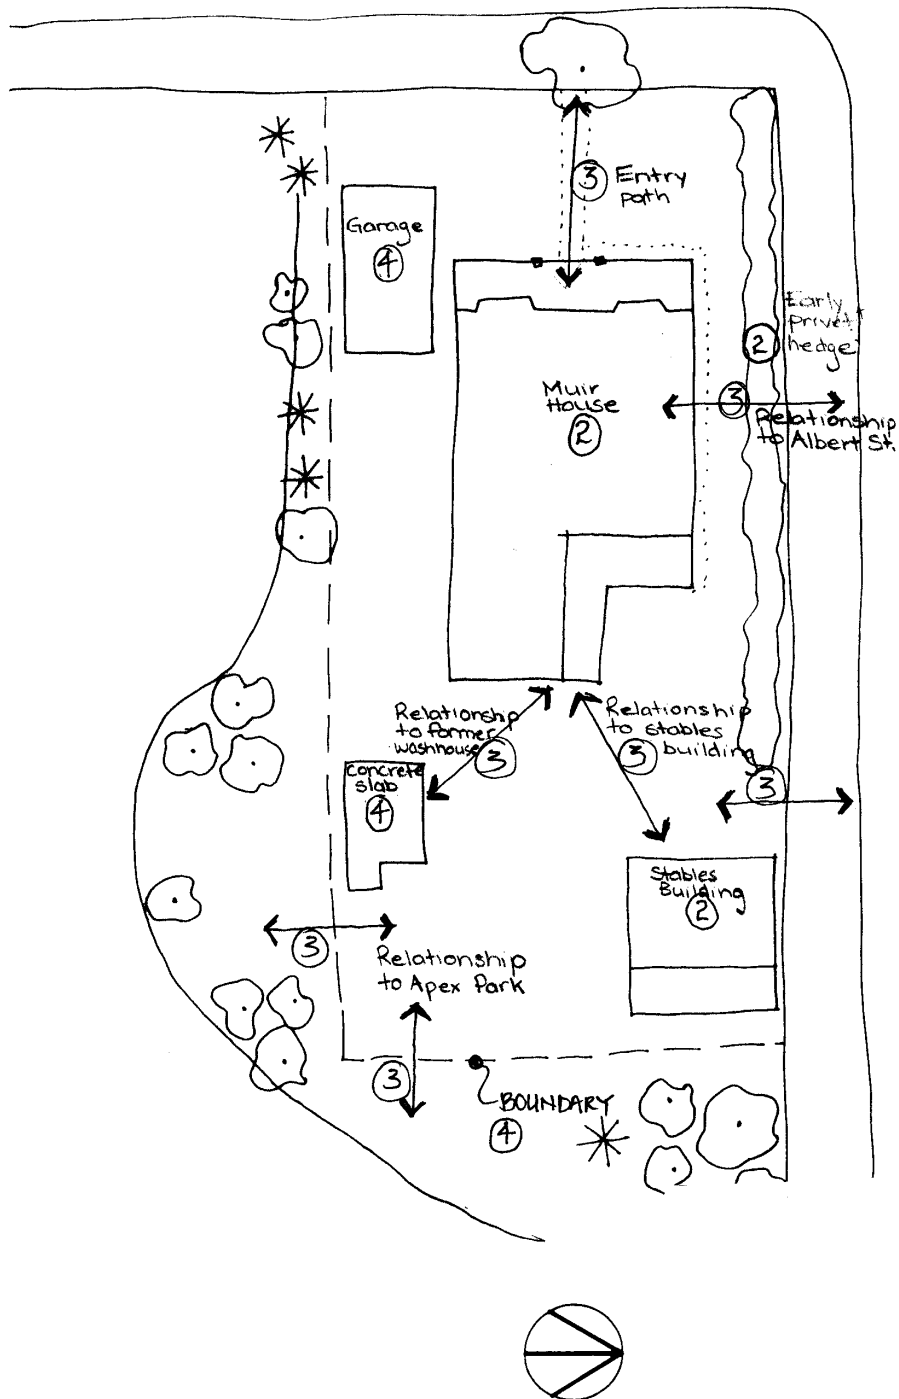 3
Entry
path
Garage
4
Early
privet
hedge
2
Muir
House
2
3
Relationship
to Albert St.
Relationship
to former
washhouse
3
Relationship
to stables
building
3
Concrete
slab
4
3
Stables
Building
2
3
Relationship
to Apex Park
3
BOUNDARY
4